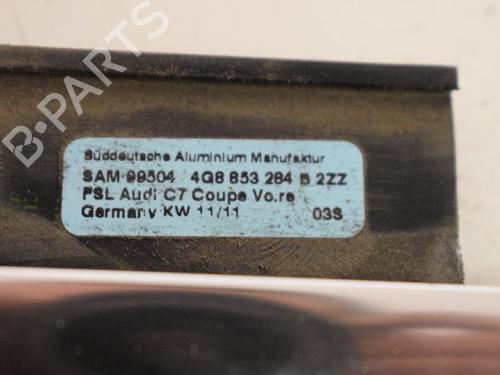 B-PARTS
Süddeutsche Aluminium Manufaktur
SAM 99504 4G8 853 284 B 2ZZ
FSL Audi C7 Coupe Vo.re
Germany KW 11/11 03S